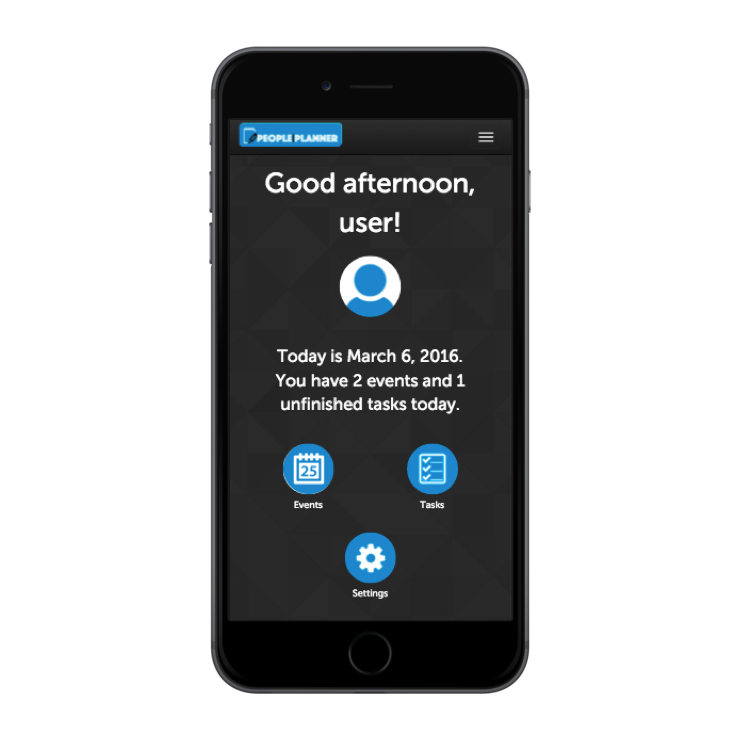 PEOPLE PLANNER
Good afternoon,
user!
Today is March 6, 2016.
You have 2 events and 1
unfinished tasks today.
25
Events
Tasks
Settings